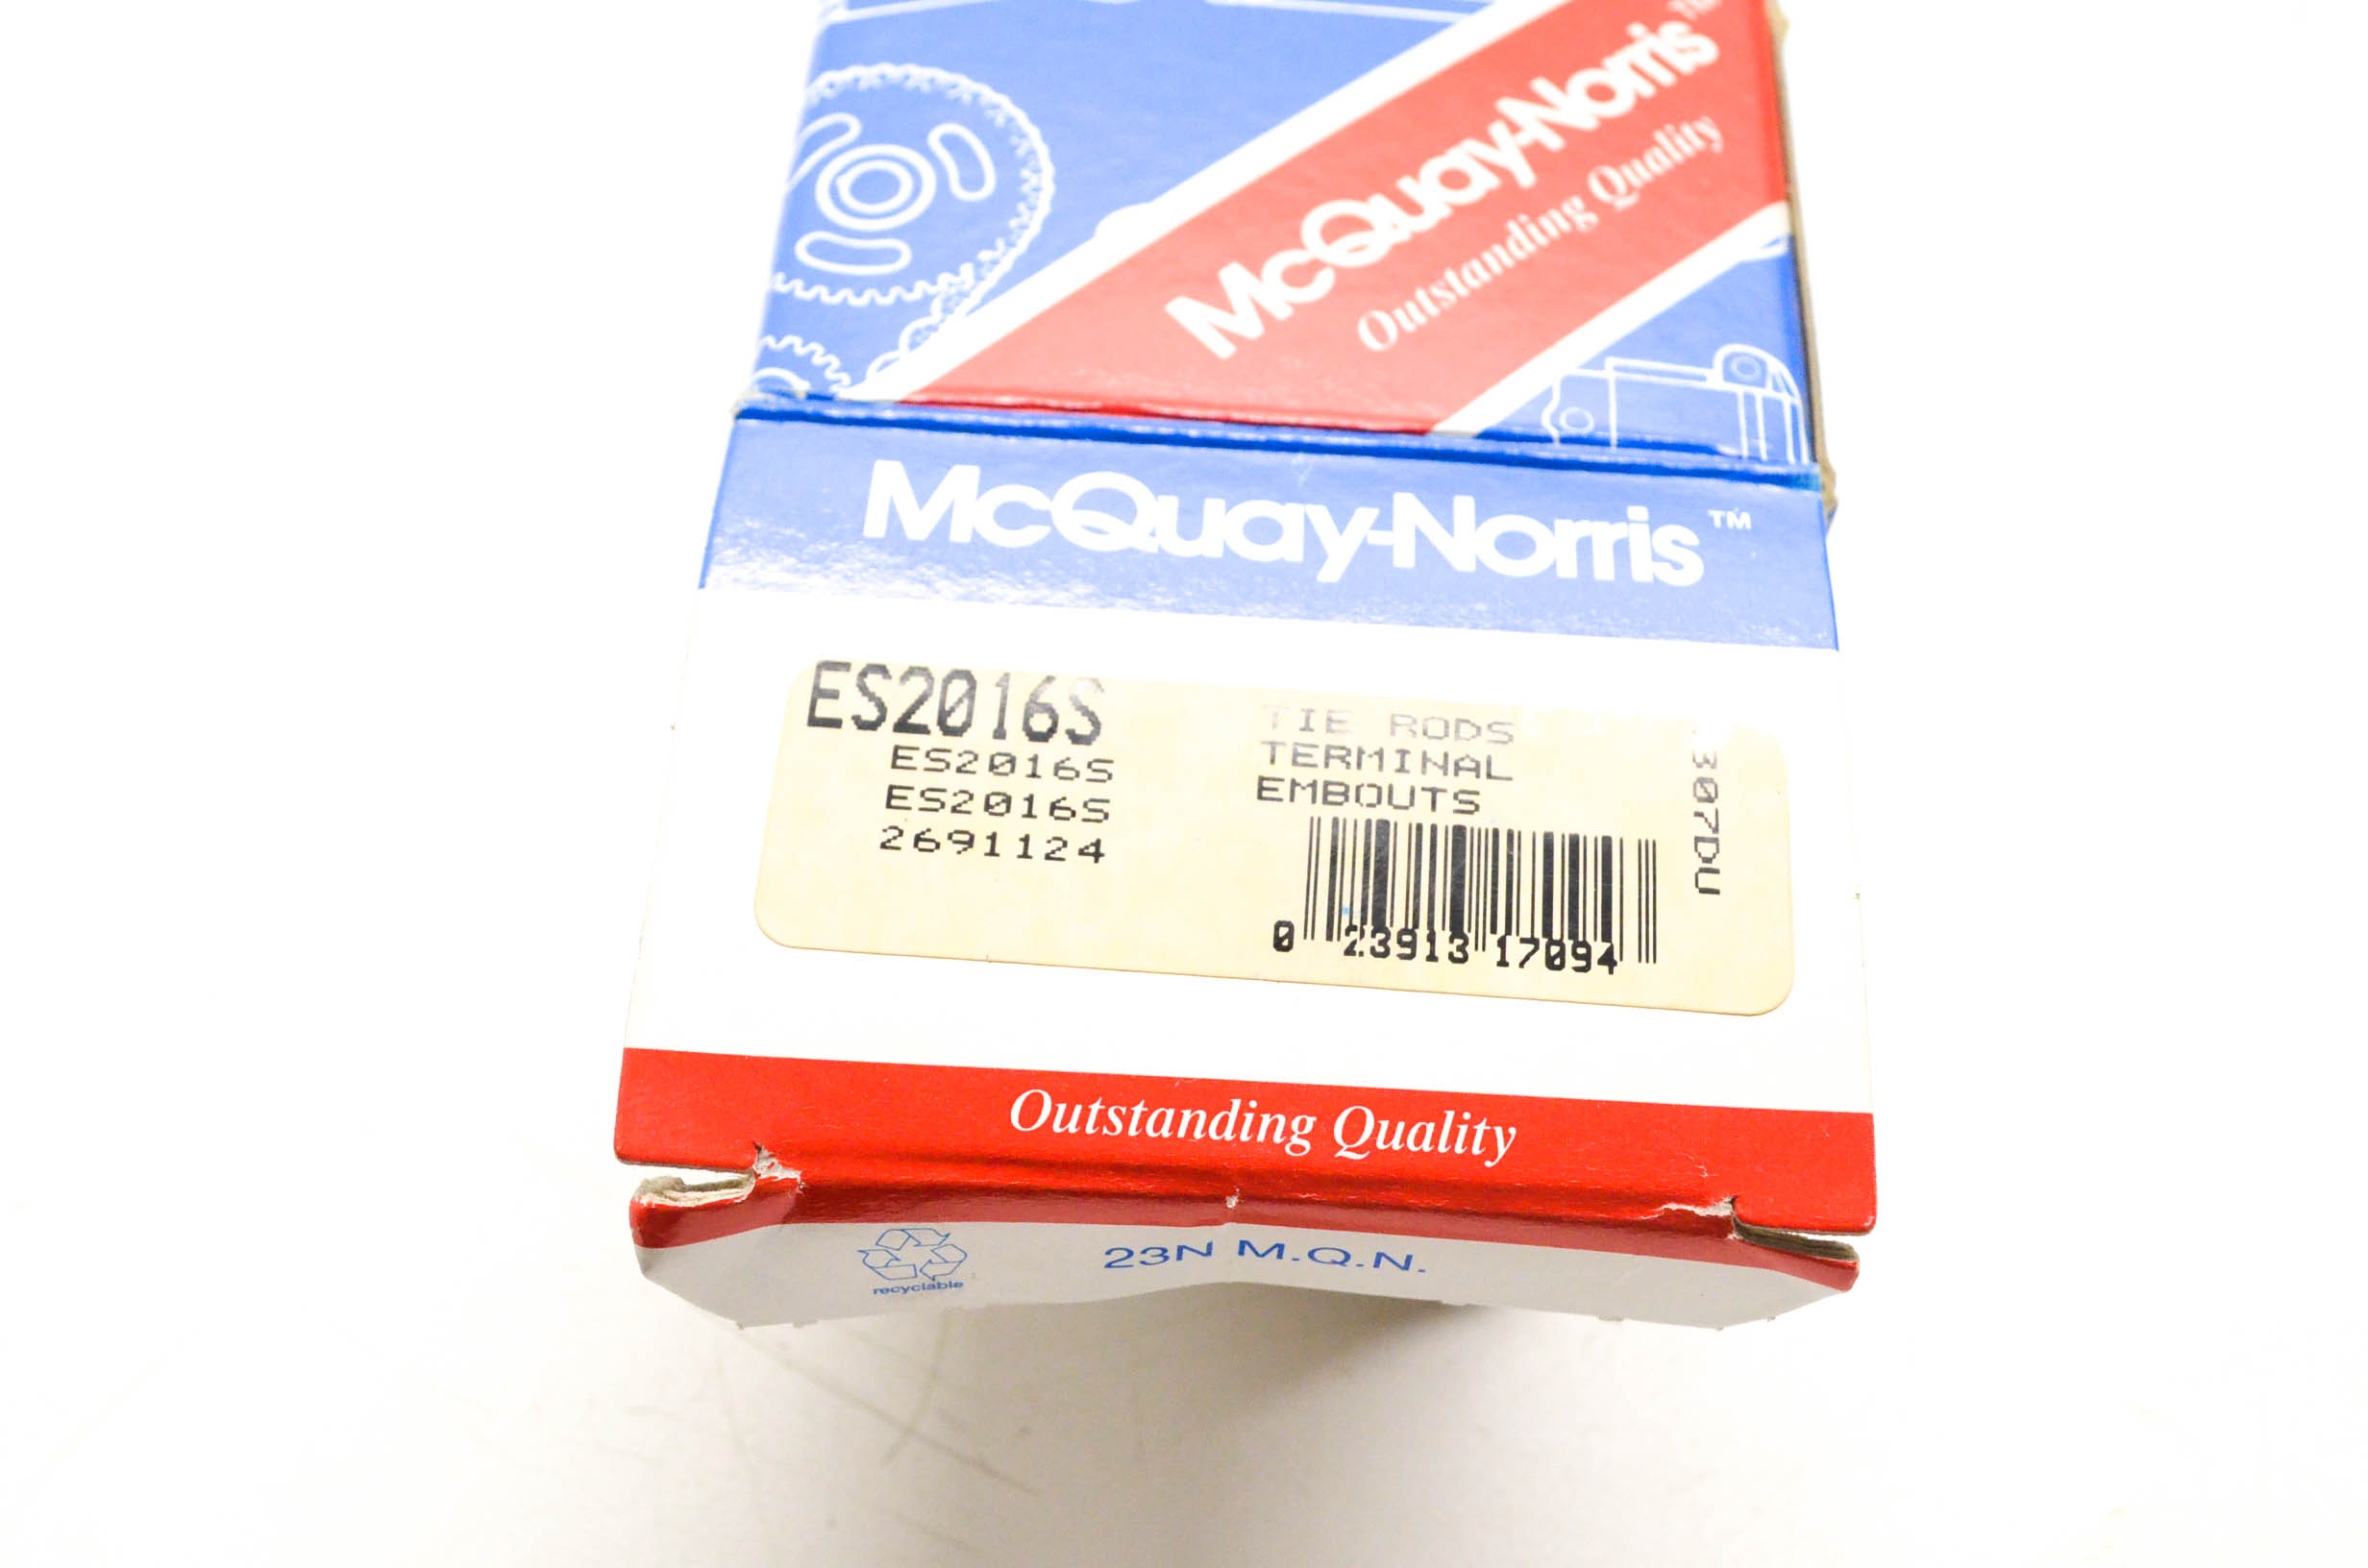 McQuay-Norris™
Outstanding Quality
McQuay-Norris™
ES2016S
ES2016S
ES2016S
2691124
TIE RODS
TERMINAL
EMBOUTS
307DU
0 23913 17094
Outstanding Quality
recyclable
23N M.Q.N.